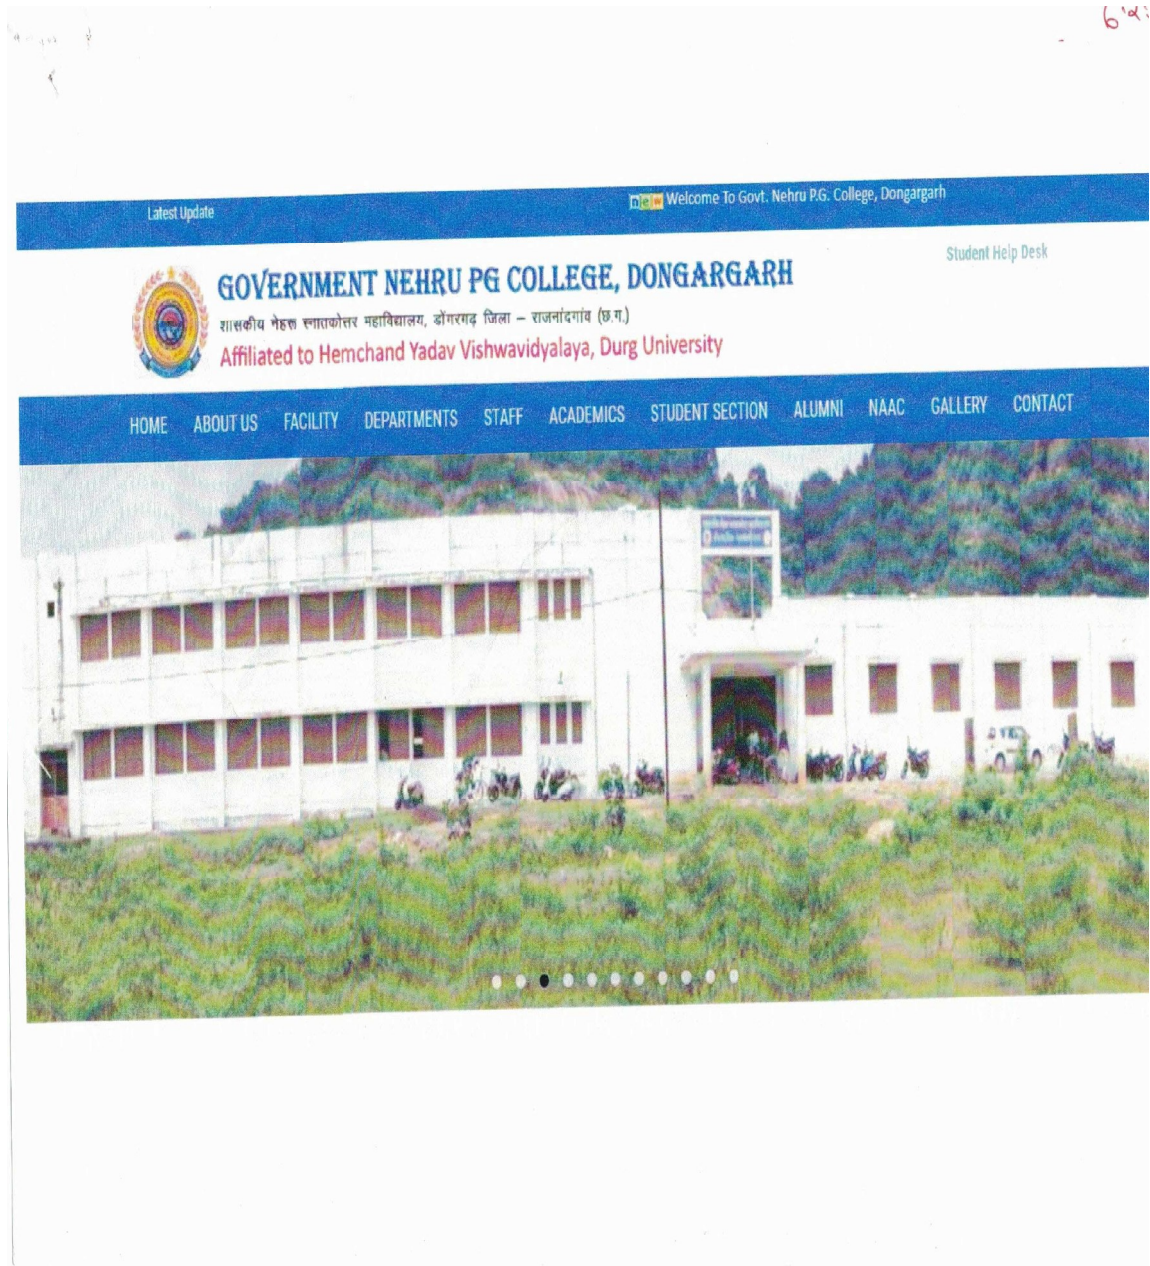 Latest Update
new Welcome To Govt. Nehru P.G. College, Dongargarh
Student Help Desk
GOVERNMENT NEHRU PG COLLEGE, DONGARGARH
शासकीय नेहरू स्नातकोत्तर महाविद्यालय, डोंगरगढ़ जिला – राजनांदगांव (छ.ग.)
Affiliated to Hemchand Yadav Vishwavidyalaya, Durg University
HOME ABOUT US FACILITY DEPARTMENTS STAFF ACADEMICS STUDENT SECTION ALUMNI NAAC GALLERY CONTACT